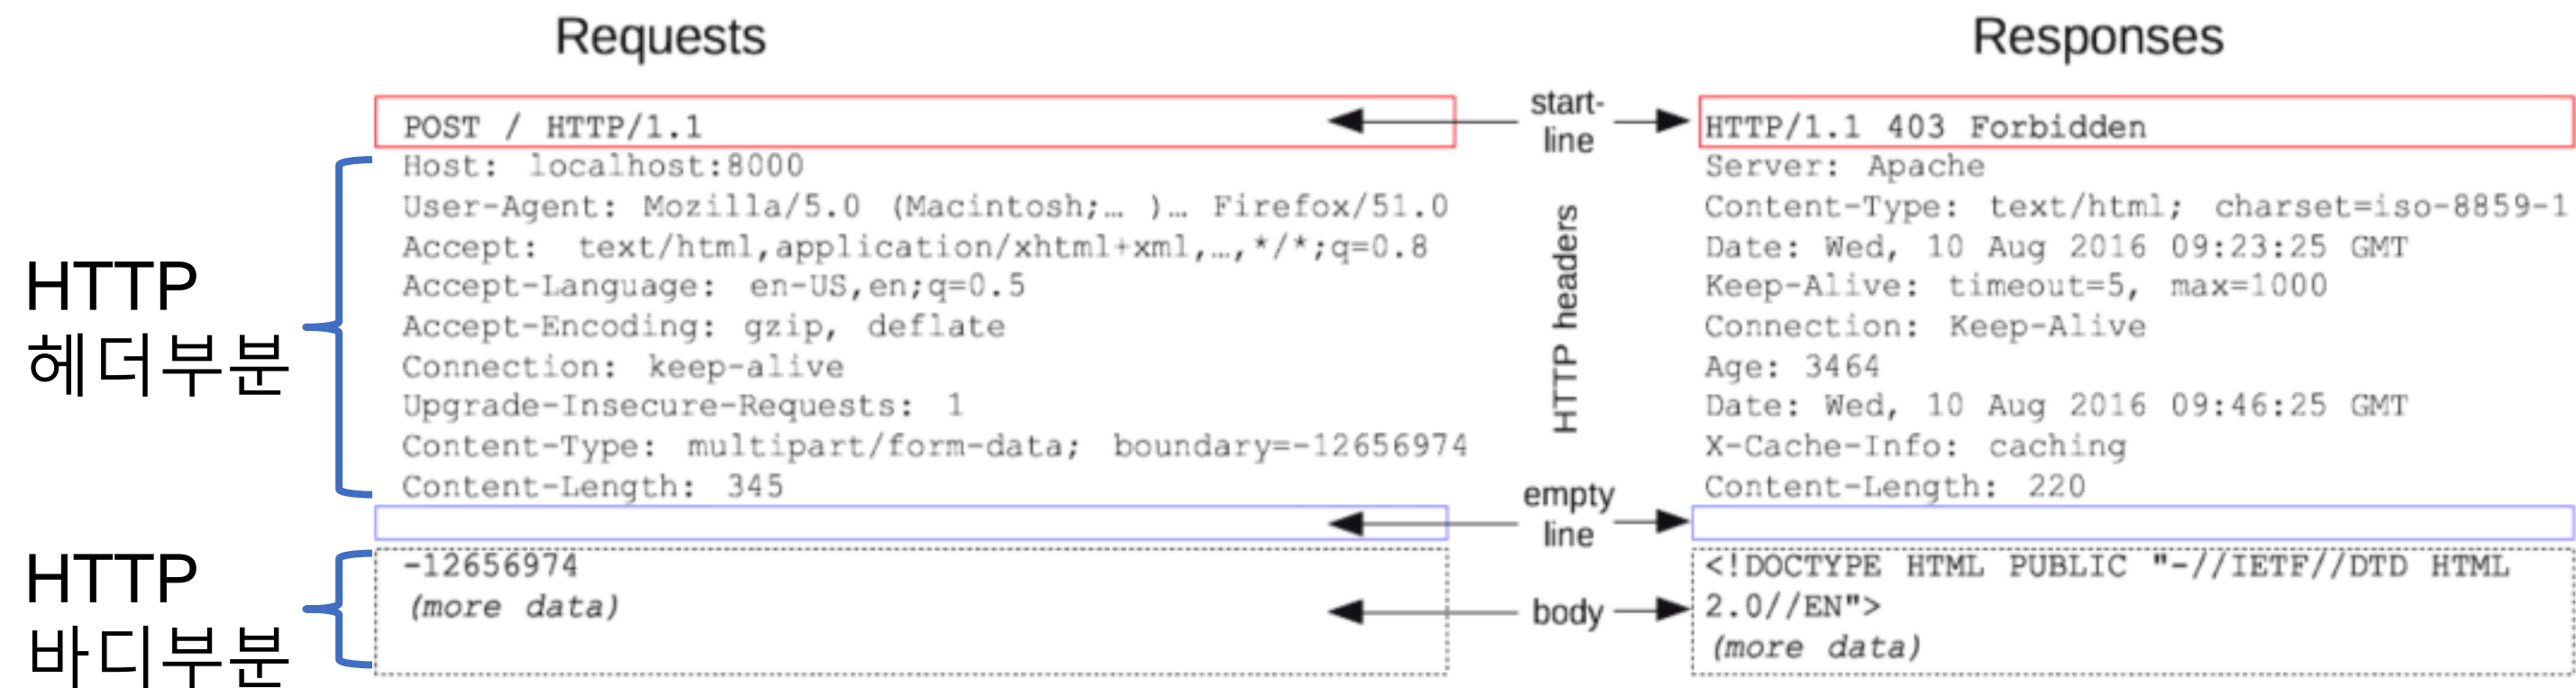 Requests
Responses
POST / HTTP/1.1
start-
line
HTTP/1.1 403 Forbidden
HTTP
헤더부분
Host: localhost:8000
User-Agent: Mozilla/5.0 (Macintosh;… )… Firefox/51.0
Accept: text/html,application/xhtml+xml,…,*/*;q=0.8
Accept-Language: en-US,en;q=0.5
Accept-Encoding: gzip, deflate
Connection: keep-alive
Upgrade-Insecure-Requests: 1
Content-Type: multipart/form-data; boundary=-12656974
Content-Length: 345
HTTP headers
Server: Apache
Content-Type: text/html; charset=iso-8859-1
Date: Wed, 10 Aug 2016 09:23:25 GMT
Keep-Alive: timeout=5, max=1000
Connection: Keep-Alive
Age: 3464
Date: Wed, 10 Aug 2016 09:46:25 GMT
X-Cache-Info: caching
Content-Length: 220
empty
line
HTTP
바디부분
-12656974
(more data)
body
<!DOCTYPE HTML PUBLIC "-//IETF//DTD HTML
2.0//EN">
(more data)